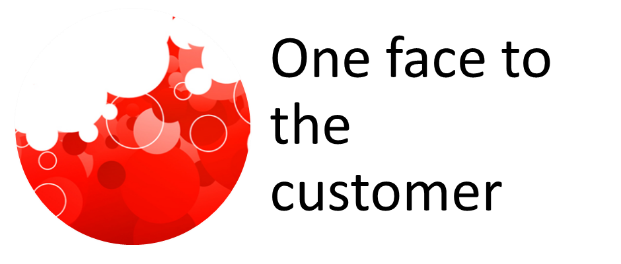 One face to
the
customer